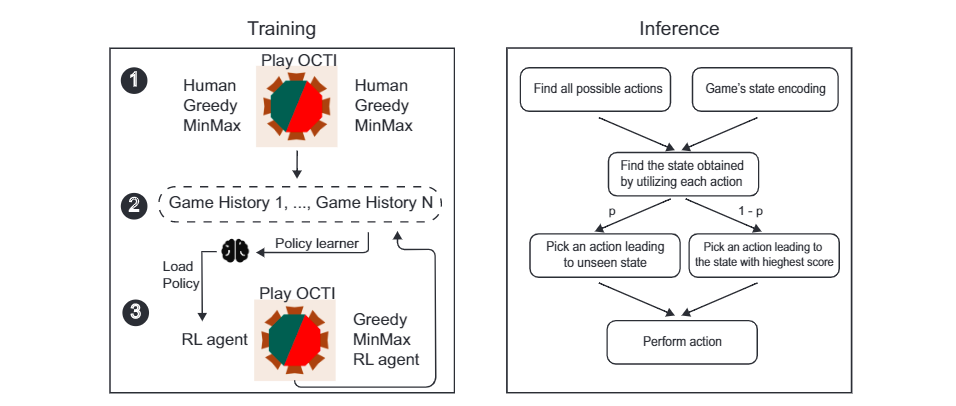 Training
1
Play OCTI
Human
Greedy
MinMax
Human
Greedy
MinMax
2
Game History 1, ..., Game History N
Policy learner
Load
Policy
3
Play OCTI
RL agent
Greedy
MinMax
RL agent
Inference
Find all possible actions
Game's state encoding
Find the state obtained
by utilizing each action
p
1 - p
Pick an action leading
to unseen state
Pick an action leading to
the state with hieghest score
Perform action